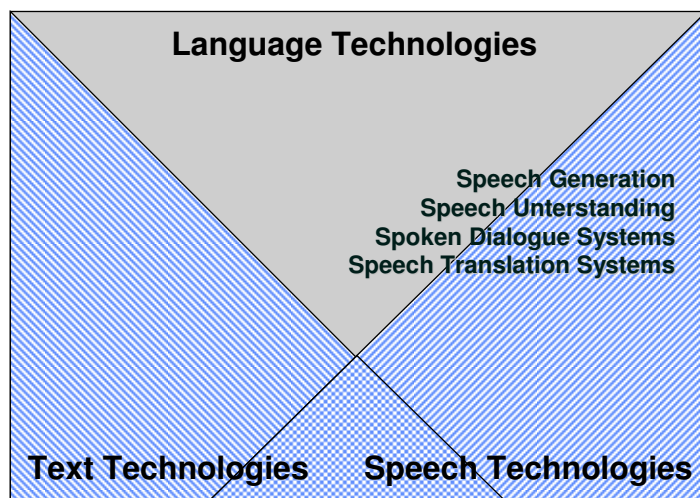 Language Technologies
Speech Generation
Speech Unterstanding
Spoken Dialogue Systems
Speech Translation Systems
Text Technologies
Speech Technologies